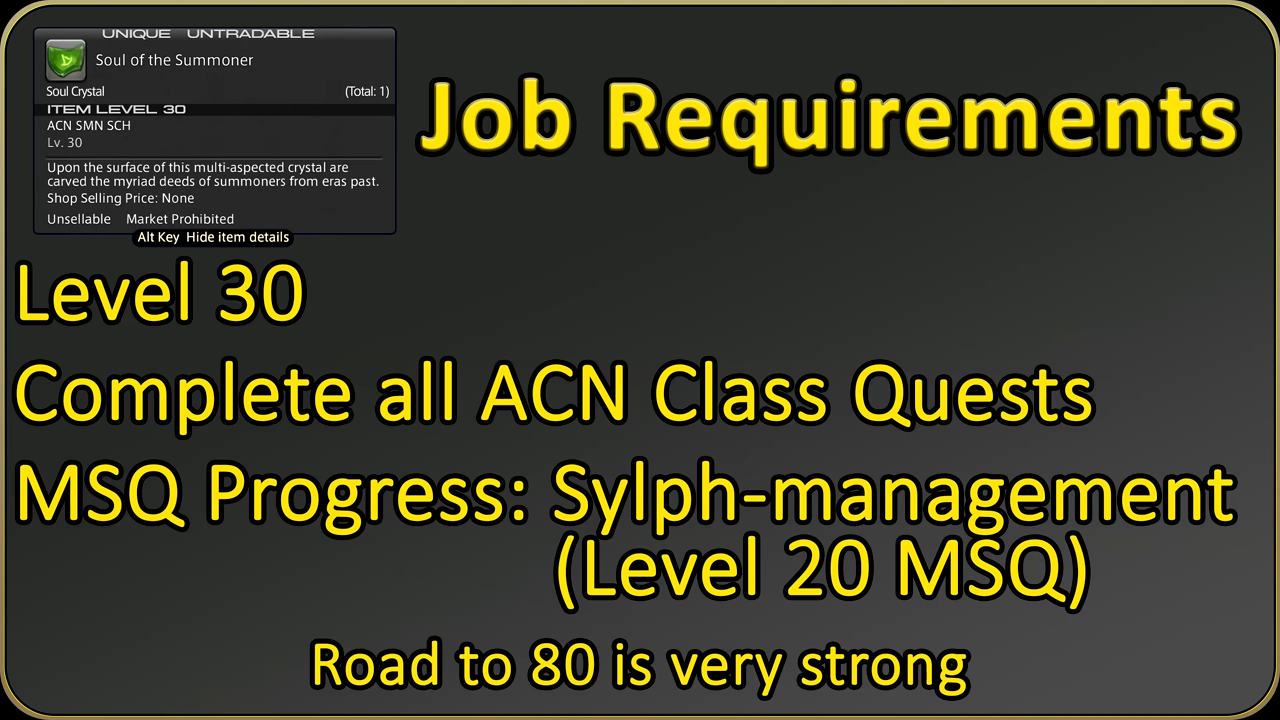 UNIQUE UNTRADABLE
Soul of the Summoner
Soul Crystal (Total: 1)
ITEM LEVEL 30
ACN SMN SCH
Lv. 30
Upon the surface of this multi-aspected crystal are
carved the myriad deeds of summoners from eras past.
Shop Selling Price: None
Unsellable Market Prohibited
Alt Key Hide item details
Job Requirements
Level 30
Complete all ACN Class Quests
MSQ Progress: Sylph-management
(Level 20 MSQ)
Road to 80 is very strong